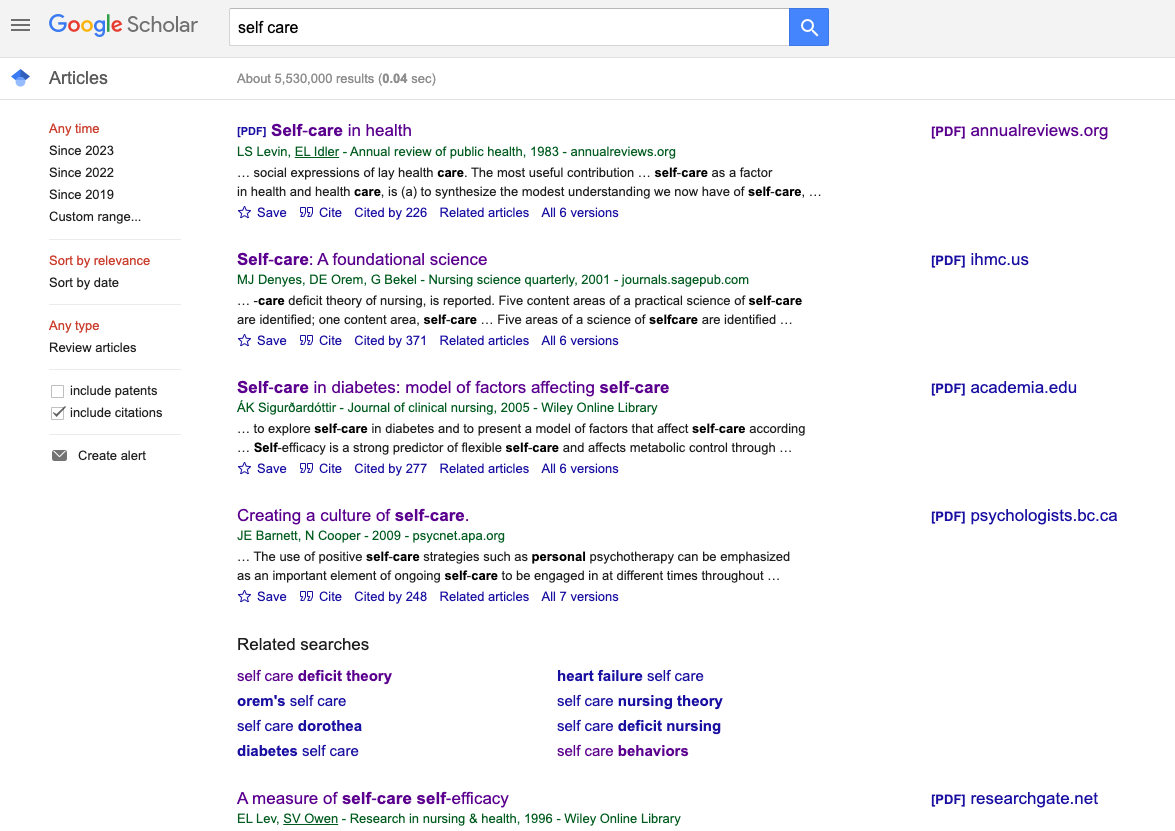 Google Scholar
self care
Articles
About 5,530,000 results (0.04 sec)
Any time
Since 2023
Since 2022
Since 2019
Custom range...
Sort by relevance
Sort by date
Any type
Review articles
include patents
include citations
Create alert
[PDF] Self-care in health
LS Levin, EL Idler - Annual review of public health, 1983 - annualreviews.org
… social expressions of lay health care. The most useful contribution … self-care as a factor
in health and health care, is (a) to synthesize the modest understanding we now have of self-care, …
Save Cite Cited by 226 Related articles All 6 versions
[PDF] annualreviews.org
Self-care: A foundational science
MJ Denyes, DE Orem, G Bekel - Nursing science quarterly, 2001 - journals.sagepub.com
… -care deficit theory of nursing, is reported. Five content areas of a practical science of self-care
are identified; one content area, self-care … Five areas of a science of selfcare are identified …
Save Cite Cited by 371 Related articles All 6 versions
[PDF] ihmc.us
Self-care in diabetes: model of factors affecting self-care
ÁK Sigurðardóttir - Journal of clinical nursing, 2005 - Wiley Online Library
… to explore self-care in diabetes and to present a model of factors that affect self-care according
… Self-efficacy is a strong predictor of flexible self-care and affects metabolic control through …
Save Cite Cited by 277 Related articles All 6 versions
[PDF] academia.edu
Creating a culture of self-care.
JE Barnett, N Cooper - 2009 - psycnet.apa.org
… The use of positive self-care strategies such as personal psychotherapy can be emphasized
as an important element of ongoing self-care to be engaged in at different times throughout …
Save Cite Cited by 248 Related articles All 7 versions
[PDF] psychologists.bc.ca
Related searches
self care deficit theory
orem's self care
self care dorothea
diabetes self care
heart failure self care
self care nursing theory
self care deficit nursing
self care behaviors
A measure of self-care self-efficacy
EL Lev, SV Owen - Research in nursing & health, 1996 - Wiley Online Library
[PDF] researchgate.net